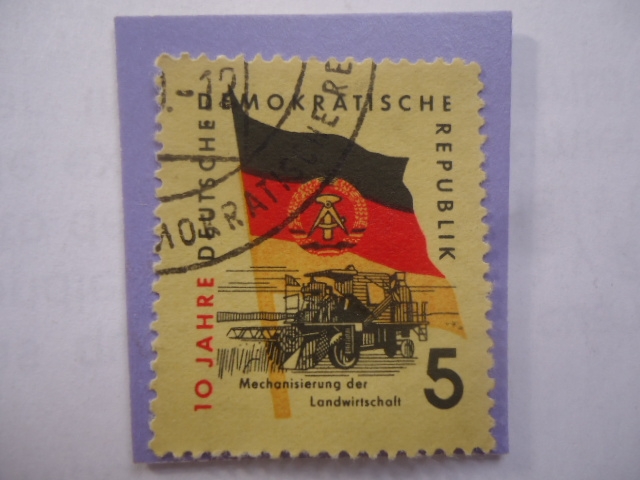 10 JAHRE DEUTSCHE DEMOKRATISCHE REPUBLIK
Mechanisierung der
Landwirtschaft
5